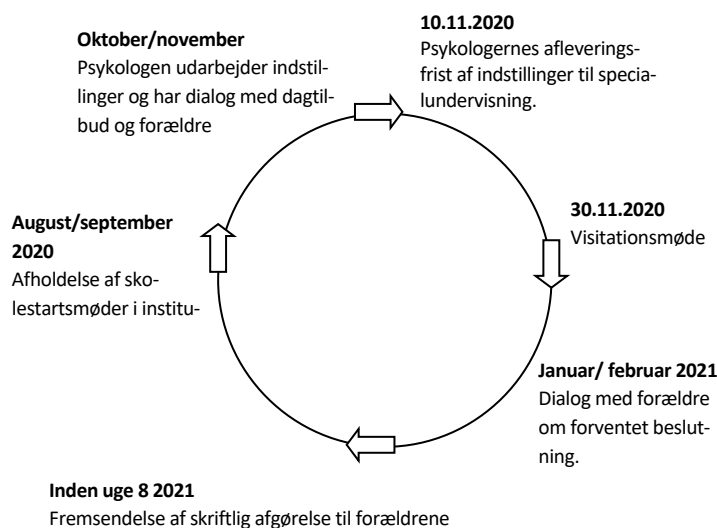 Oktober/november
Psykologen udarbejder indstil-
linger og har dialog med dagtil-
bud og forældre
10.11.2020
Psykologernes afleverings-
frist af indstillinger til specia-
lundervisning.
30.11.2020
Visitationsmøde
Januar/ februar 2021
Dialog med forældre
om forventet beslut-
ning.
Inden uge 8 2021
Fremsendelse af skriftlig afgørelse til forældrene
August/september
2020
Afholdelse af sko-
lestartsmøder i institu-